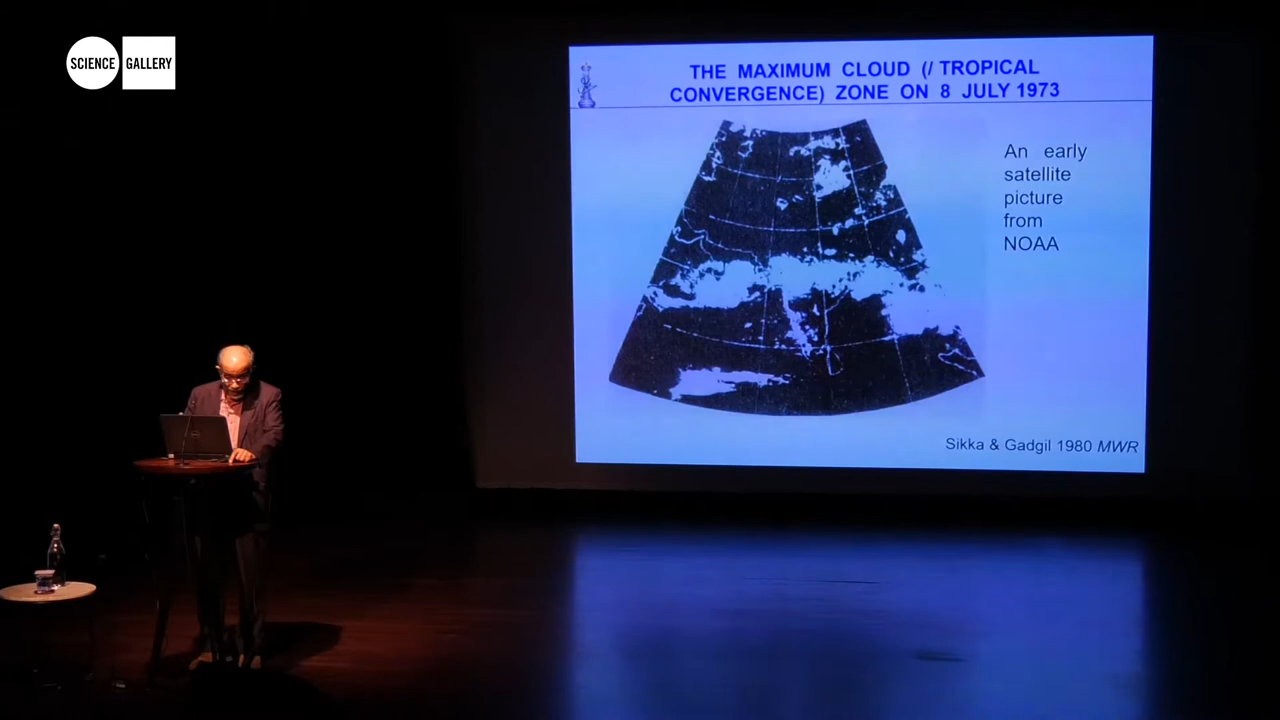 SCIENCE GALLERY
THE MAXIMUM CLOUD (/ TROPICAL
CONVERGENCE) ZONE ON 8 JULY 1973
An early
satellite
picture
from
NOAA
Sikka & Gadgil 1980 MWR